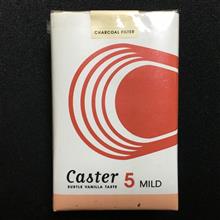 CHARCOAL FILTER
Caster 5 MILD
SUBTLE VANILLA TASTE